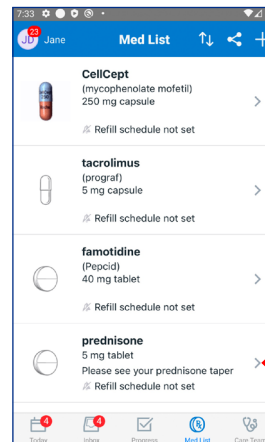 7:33
23
JD Jane Med List
CellCept
(mycophenolate mofetil)
250 mg capsule
Refill schedule not set
tacrolimus
(prograf)
5 mg capsule
Refill schedule not set
famotidine
(Pepcid)
40 mg tablet
Refill schedule not set
prednisone
5 mg tablet
Please see your prednisone taper
Refill schedule not set
4 4
Today Inbox Progress Med List Care Team